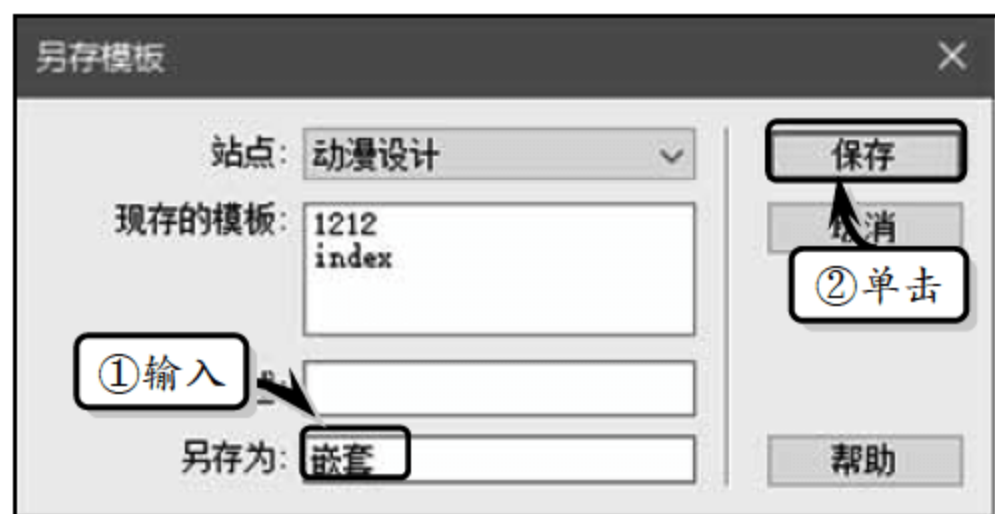 另存模板
站点: 动漫设计
保存
现存的模板: 1212
index
消
②单击
①输入
另存为: 嵌套
帮助